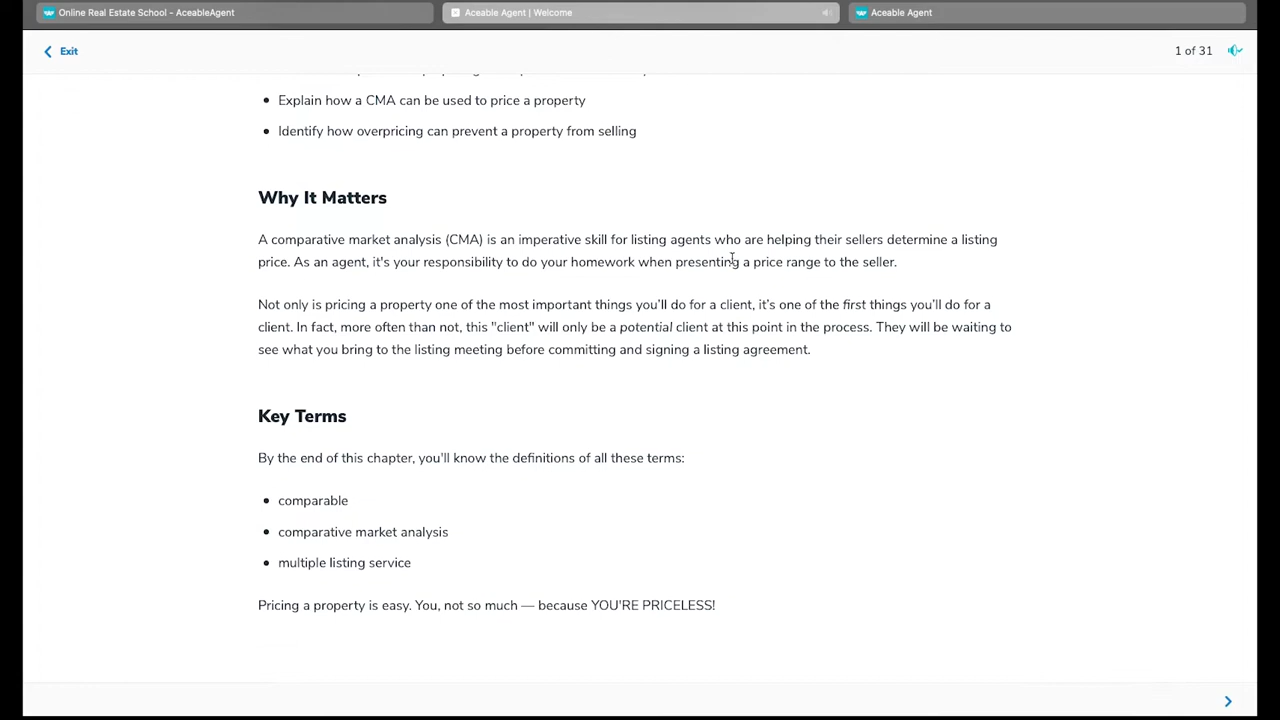 Online Real Estate School - AceableAgent
Aceable Agent | Welcome
Aceable Agent
Exit
1 of 31
Explain how a CMA can be used to price a property
Identify how overpricing can prevent a property from selling
Why It Matters
A comparative market analysis (CMA) is an imperative skill for listing agents who are helping their sellers determine a listing
price. As an agent, it's your responsibility to do your homework when presenting a price range to the seller.
Not only is pricing a property one of the most important things you’ll do for a client, it’s one of the first things you’ll do for a
client. In fact, more often than not, this "client" will only be a potential client at this point in the process. They will be waiting to
see what you bring to the listing meeting before committing and signing a listing agreement.
Key Terms
By the end of this chapter, you'll know the definitions of all these terms:
comparable
comparative market analysis
multiple listing service
Pricing a property is easy. You, not so much — because YOU'RE PRICELESS!